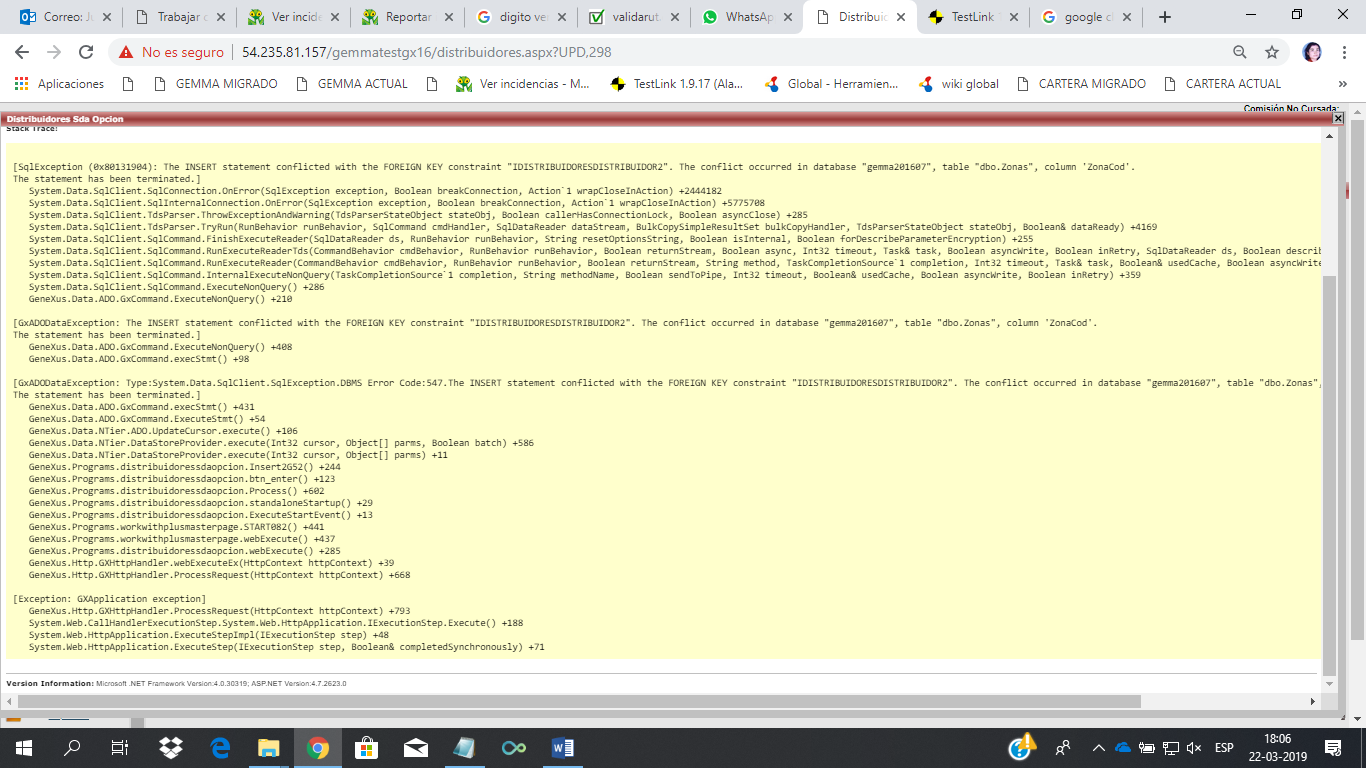 Correo: Ju
Trabajar c
Ver incide
Reportar
digito ver
validarut.
WhatsAp
Distribuid
TestLink 1
google cl
No es seguro | 54.235.81.157/gemmatestgx16/distribuidores.aspx?UPD,298
Aplicaciones
GEMMA MIGRADO
GEMMA ACTUAL
Ver incidencias - M...
TestLink 1.9.17 (Ala...
Global - Herramien...
wiki global
CARTERA MIGRADO
CARTERA ACTUAL
»
Comisión No Cursada:
Distribuidores Sda Opcion
Stack Trace:
[SqlException (0x80131904): The INSERT statement conflicted with the FOREIGN KEY constraint "IDISTRIBUIDORESDISTRIBUIDOR2". The conflict occurred in database "gemma201607", table "dbo.Zonas", column 'ZonaCod'.
The statement has been terminated.]
System.Data.SqlClient.SqlConnection.OnError(SqlException exception, Boolean breakConnection, Action`1 wrapCloseInAction) +2444182
System.Data.SqlClient.SqlInternalConnection.OnError(SqlException exception, Boolean breakConnection, Action`1 wrapCloseInAction) +5775708
System.Data.SqlClient.TdsParser.ThrowExceptionAndWarning(TdsParserStateObject stateObj, Boolean callerHasConnectionLock, Boolean asyncClose) +285
System.Data.SqlClient.TdsParser.TryRun(RunBehavior runBehavior, SqlCommand cmdHandler, SqlDataReader dataStream, BulkCopySimpleResultSet bulkCopyHandler, TdsParserStateObject stateObj, Boolean& dataReady) +4169
System.Data.SqlClient.SqlCommand.FinishExecuteReader(SqlDataReader ds, RunBehavior runBehavior, String resetOptionsString, Boolean isInternal, Boolean forDescribeParameterEncryption) +255
System.Data.SqlClient.SqlCommand.RunExecuteReaderTds(CommandBehavior cmdBehavior, RunBehavior runBehavior, Boolean returnStream, Boolean async, Int32 timeout, Task& task, Boolean asyncWrite, Boolean inRetry, SqlDataReader ds, Boolean describ
System.Data.SqlClient.SqlCommand.RunExecuteReader(CommandBehavior cmdBehavior, RunBehavior runBehavior, Boolean returnStream, String method, TaskCompletionSource`1 completion, Int32 timeout, Task& task, Boolean& usedCache, Boolean asyncWrite
System.Data.SqlClient.SqlCommand.InternalExecuteNonQuery(TaskCompletionSource`1 completion, String methodName, Boolean sendToPipe, Int32 timeout, Boolean& usedCache, Boolean asyncWrite, Boolean inRetry) +359
System.Data.SqlClient.SqlCommand.ExecuteNonQuery() +286
GeneXus.Data.ADO.GxCommand.ExecuteNonQuery() +210
[GxADODataException: The INSERT statement conflicted with the FOREIGN KEY constraint "IDISTRIBUIDORESDISTRIBUIDOR2". The conflict occurred in database "gemma201607", table "dbo.Zonas", column 'ZonaCod'.
The statement has been terminated.]
GeneXus.Data.ADO.GxCommand.ExecuteNonQuery() +408
GeneXus.Data.ADO.GxCommand.execStmt() +98
[GxADODataException: Type:System.Data.SqlClient.SqlException.DBMS Error Code:547.The INSERT statement conflicted with the FOREIGN KEY constraint "IDISTRIBUIDORESDISTRIBUIDOR2". The conflict occurred in database "gemma201607", table "dbo.Zonas",
The statement has been terminated.]
GeneXus.Data.ADO.GxCommand.execStmt() +431
GeneXus.Data.ADO.GxCommand.ExecuteStmt() +54
GeneXus.Data.NTier.ADO.UpdateCursor.execute() +106
GeneXus.Data.NTier.DataStoreProvider.execute(Int32 cursor, Object[] parms, Boolean batch) +586
GeneXus.Data.NTier.DataStoreProvider.execute(Int32 cursor, Object[] parms) +11
GeneXus.Programs.distribuidoressdaopcion.Insert2G52() +244
GeneXus.Programs.distribuidoressdaopcion.btn_enter() +123
GeneXus.Programs.distribuidoressdaopcion.Process() +602
GeneXus.Programs.distribuidoressdaopcion.standaloneStartup() +29
GeneXus.Programs.distribuidoressdaopcion.ExecuteStartEvent() +13
GeneXus.Programs.workwithplusmasterpage.START082() +441
GeneXus.Programs.workwithplusmasterpage.webExecute() +437
GeneXus.Programs.distribuidoressdaopcion.webExecute() +285
GeneXus.Http.GXHttpHandler.webExecuteEx(HttpContext httpContext) +39
GeneXus.Http.GXHttpHandler.ProcessRequest(HttpContext httpContext) +668
[Exception: GXApplication exception]
GeneXus.Http.GXHttpHandler.ProcessRequest(HttpContext httpContext) +793
System.Web.CallHandlerExecutionStep.System.Web.HttpApplication.IExecutionStep.Execute() +188
System.Web.HttpApplication.ExecuteStepImpl(IExecutionStep step) +48
System.Web.HttpApplication.ExecuteStep(IExecutionStep step, Boolean& completedSynchronously) +71
Version Information: Microsoft .NET Framework Version:4.0.30319; ASP.NET Version:4.7.2623.0
ESP
18:06
22-03-2019